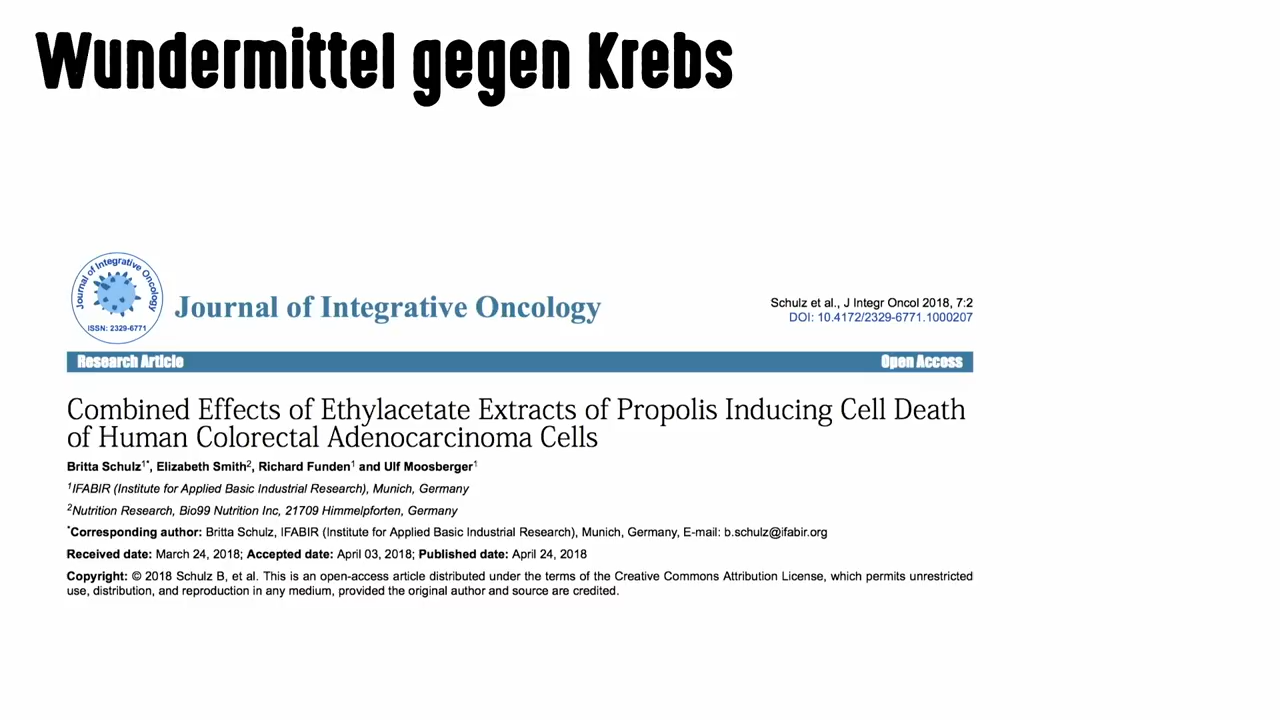 Wundermittel gegen Krebs
Journal of Integrative Oncology
ISSN: 2329-6771
Journal of Integrative Oncology
Schulz et al., J Integr Oncol 2018, 7:2
DOI: 10.4172/2329-6771.1000207
Research Article
Open Access
Combined Effects of Ethylacetate Extracts of Propolis Inducing Cell Death
of Human Colorectal Adenocarcinoma Cells
Britta Schulz1*, Elizabeth Smith2, Richard Funden1 and Ulf Moosberger1
1IFABIR (Institute for Applied Basic Industrial Research), Munich, Germany
2Nutrition Research, Bio99 Nutrition Inc, 21709 Himmelpforten, Germany
*Corresponding author: Britta Schulz, IFABIR (Institute for Applied Basic Industrial Research), Munich, Germany, E-mail: b.schulz@ifabir.org
Received date: March 24, 2018; Accepted date: April 03, 2018; Published date: April 24, 2018
Copyright: © 2018 Schulz B, et al. This is an open-access article distributed under the terms of the Creative Commons Attribution License, which permits unrestricted
use, distribution, and reproduction in any medium, provided the original author and source are credited.